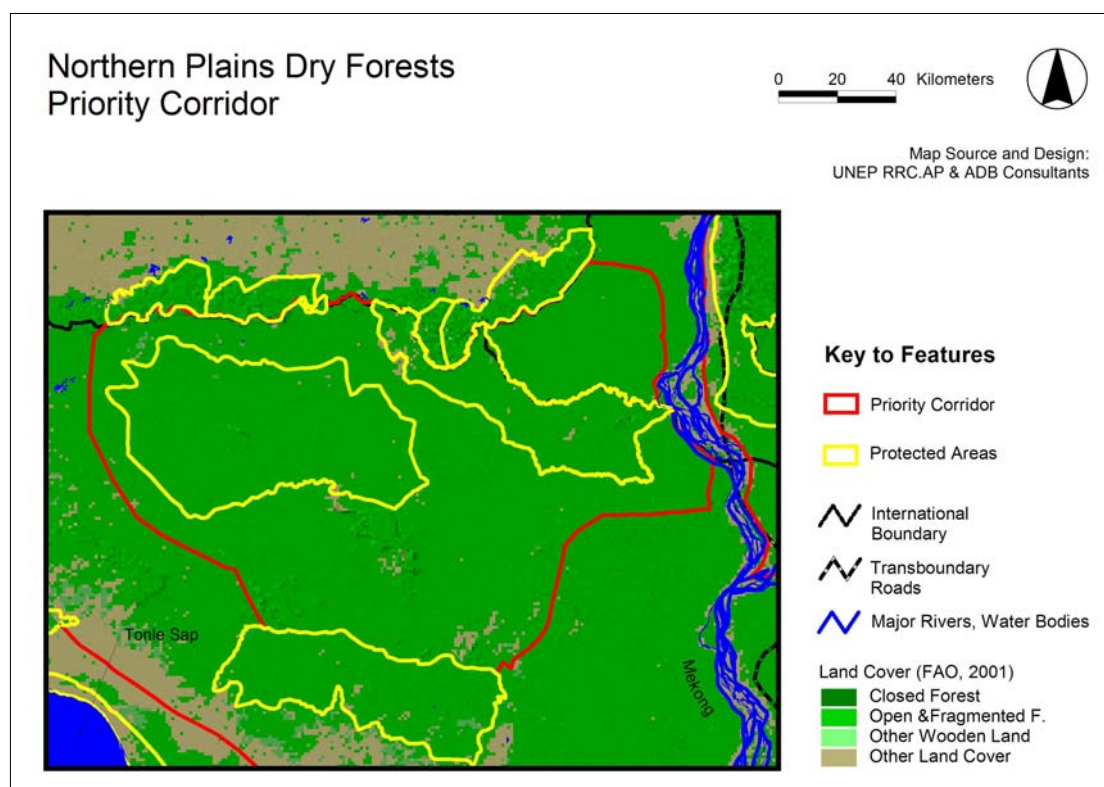 Northern Plains Dry Forests
Priority Corridor
0 20 40 Kilometers
Map Source and Design:
UNEP RRC.AP & ADB Consultants
Tonle Sap
Mekong
Key to Features
Priority Corridor
Protected Areas
International
Boundary
Transboundary
Roads
Major Rivers, Water Bodies
Land Cover (FAO, 2001)
Closed Forest
Open &Fragmented F.
Other Wooden Land
Other Land Cover